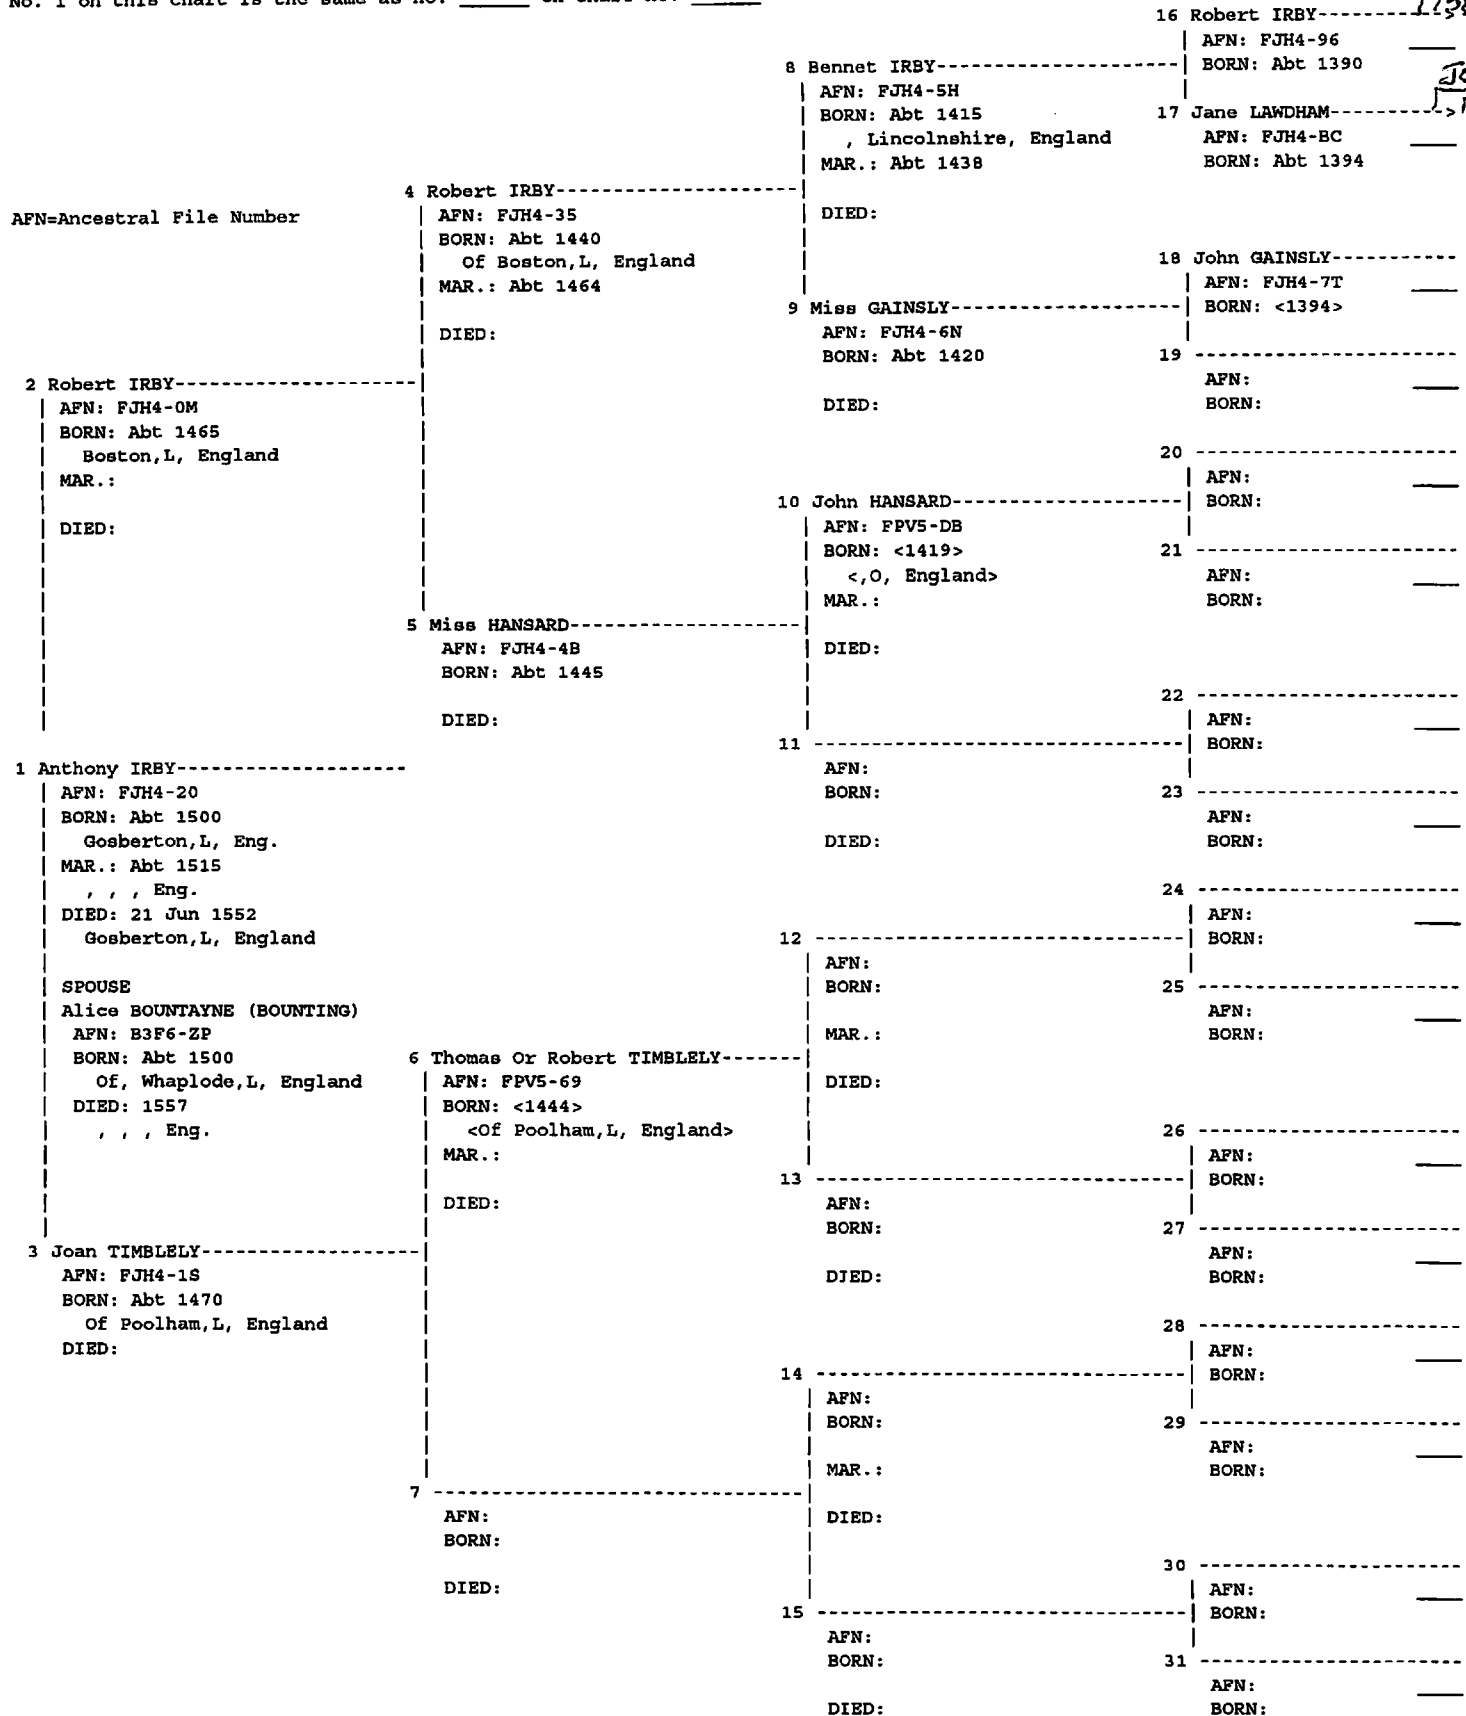 No. 1 on this chart is the same as no. ______ on chart no. ______
16 Robert IRBY----------->
AFN: FJH4-96
BORN: Abt 1390
8 Bennet IRBY--------------------
AFN: FJH4-5H
BORN: Abt 1415
, Lincolnshire, England
MAR.: Abt 1438
DIED:
17 Jane LAWDHAM---------->
AFN: FJH4-BC
BORN: Abt 1394
4 Robert IRBY--------------------
AFN: FJH4-35
BORN: Abt 1440
Of Boston,L, England
MAR.: Abt 1464
DIED:
AFN=Ancestral File Number
18 John GAINSLY-----------
AFN: FJH4-7T
BORN: <1394>
9 Miss GAINSLY-------------------
AFN: FJH4-6N
BORN: Abt 1420
DIED:
19 -----------------------
AFN:
BORN:
2 Robert IRBY--------------------
AFN: FJH4-0M
BORN: Abt 1465
Boston,L, England
MAR.:
DIED:
20 -----------------------
AFN:
BORN:
10 John HANSARD-------------------
AFN: FPV5-DB
BORN: <1419>
<,O, England>
MAR.:
DIED:
21 -----------------------
AFN:
BORN:
5 Miss HANSARD-------------------
AFN: FJH4-4B
BORN: Abt 1445
DIED:
22 -----------------------
AFN:
BORN:
11 -------------------------------
AFN:
BORN:
DIED:
23 -----------------------
AFN:
BORN:
1 Anthony IRBY-------------------
AFN: FJH4-20
BORN: Abt 1500
Gosberton,L, Eng.
MAR.: Abt 1515
, , , Eng.
DIED: 21 Jun 1552
Gosberton,L, England
SPOUSE
Alice BOUNTAYNE (BOUNTING)
AFN: B3F6-ZP
BORN: Abt 1500
Of, Whaplode,L, England
DIED: 1557
, , , Eng.
24 -----------------------
AFN:
BORN:
12 -------------------------------
AFN:
BORN:
MAR.:
DIED:
25 -----------------------
AFN:
BORN:
6 Thomas Or Robert TIMBLELY-------
AFN: FPV5-69
BORN: <1444>
<Of Poolham,L, England>
MAR.:
DIED:
26 -----------------------
AFN:
BORN:
13 -------------------------------
AFN:
BORN:
DIED:
27 -----------------------
AFN:
BORN:
3 Joan TIMBLELY------------------
AFN: FJH4-1S
BORN: Abt 1470
Of Poolham,L, England
DIED:
28 -----------------------
AFN:
BORN:
14 -------------------------------
AFN:
BORN:
MAR.:
DIED:
29 -----------------------
AFN:
BORN:
7 -------------------------------
AFN:
BORN:
DIED:
30 -----------------------
AFN:
BORN:
15 -------------------------------
AFN:
BORN:
DIED:
31 -----------------------
AFN:
BORN: